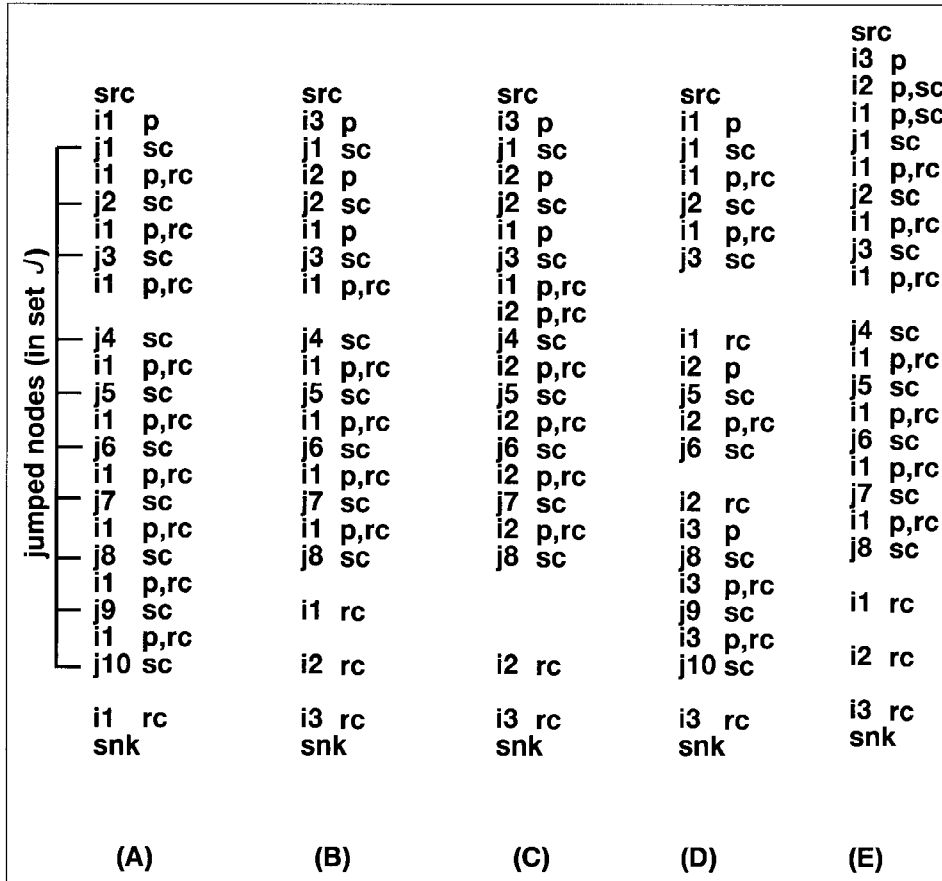 jumped nodes (in set J)
src
i1 p
j1 sc
i1 p,rc
j2 sc
i1 p,rc
j3 sc
i1 p,rc
j4 sc
i1 p,rc
j5 sc
i1 p,rc
j6 sc
i1 p,rc
j7 sc
i1 p,rc
j8 sc
i1 p,rc
j9 sc
i1 p,rc
j10 sc
i1 rc
snk
(A)
src
i3 p
j1 sc
i2 p
j2 sc
i1 p
j3 sc
i1 p,rc
j4 sc
i1 p,rc
j5 sc
i1 p,rc
j6 sc
i1 p,rc
j7 sc
i1 p,rc
j8 sc
i1 rc
i2 rc
i3 rc
snk
(B)
src
i3 p
j1 sc
i2 p
j2 sc
i1 p
j3 sc
i1 p,rc
i2 p,rc
j4 sc
i2 p,rc
j5 sc
i2 p,rc
j6 sc
i2 p,rc
j7 sc
i2 p,rc
j8 sc
i2 rc
i3 rc
snk
(C)
src
i1 p
j1 sc
i1 p,rc
j2 sc
i1 p,rc
j3 sc
i1 rc
i2 p
j5 sc
i2 p,rc
j6 sc
i2 rc
i3 p
j8 sc
i3 p,rc
j9 sc
i3 p,rc
j10 sc
i3 rc
snk
(D)
src
i3 p
i2 p,sc
i1 p,sc
j1 sc
i1 p,rc
j2 sc
i1 p,rc
j3 sc
i1 p,rc
j4 sc
i1 p,rc
j5 sc
i1 p,rc
j6 sc
i1 p,rc
j7 sc
i1 p,rc
j8 sc
i1 rc
i2 rc
i3 rc
snk
(E)